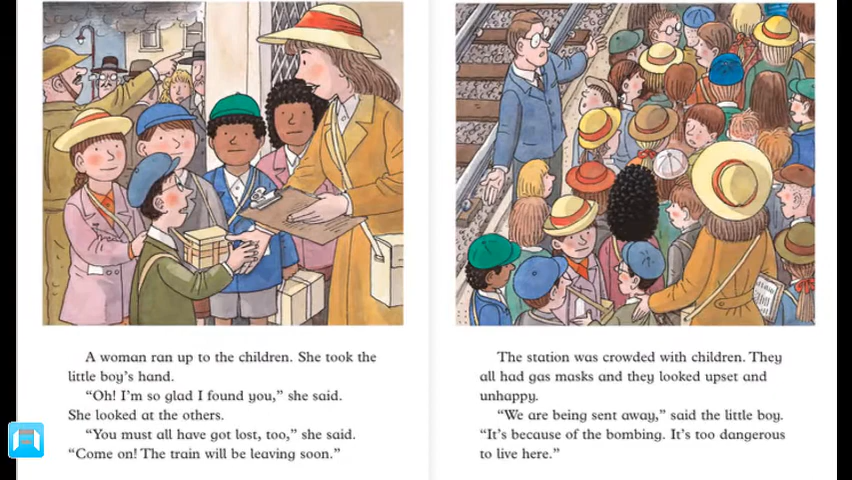 A woman ran up to the children. She took the
little boy's hand.
"Oh! I'm so glad I found you," she said.
She looked at the others.
"You must all have got lost, too," she said.
"Come on! The train will be leaving soon."
The station was crowded with children. They
all had gas masks and they looked upset and
unhappy.
"We are being sent away," said the little boy.
"It's because of the bombing. It's too dangerous
to live here."